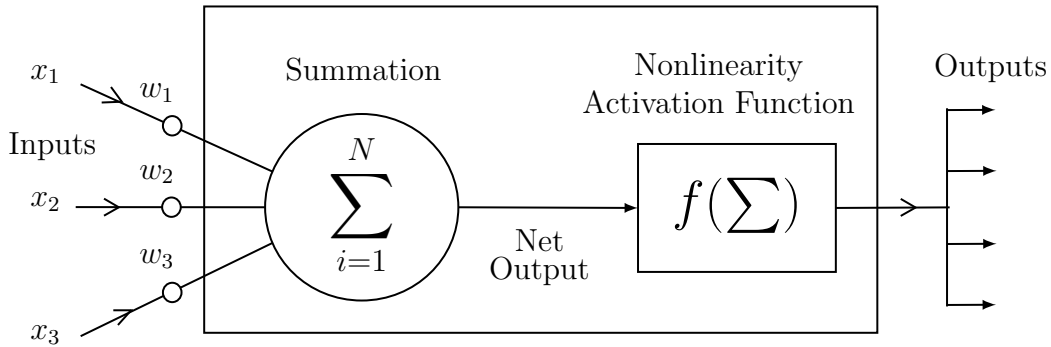 Summation
Nonlinearity
Activation Function
Outputs
x₁
w₁
Inputs
x₂
w₂
x₃
w₃
N
∑
i=1
Net
Output
f(∑)